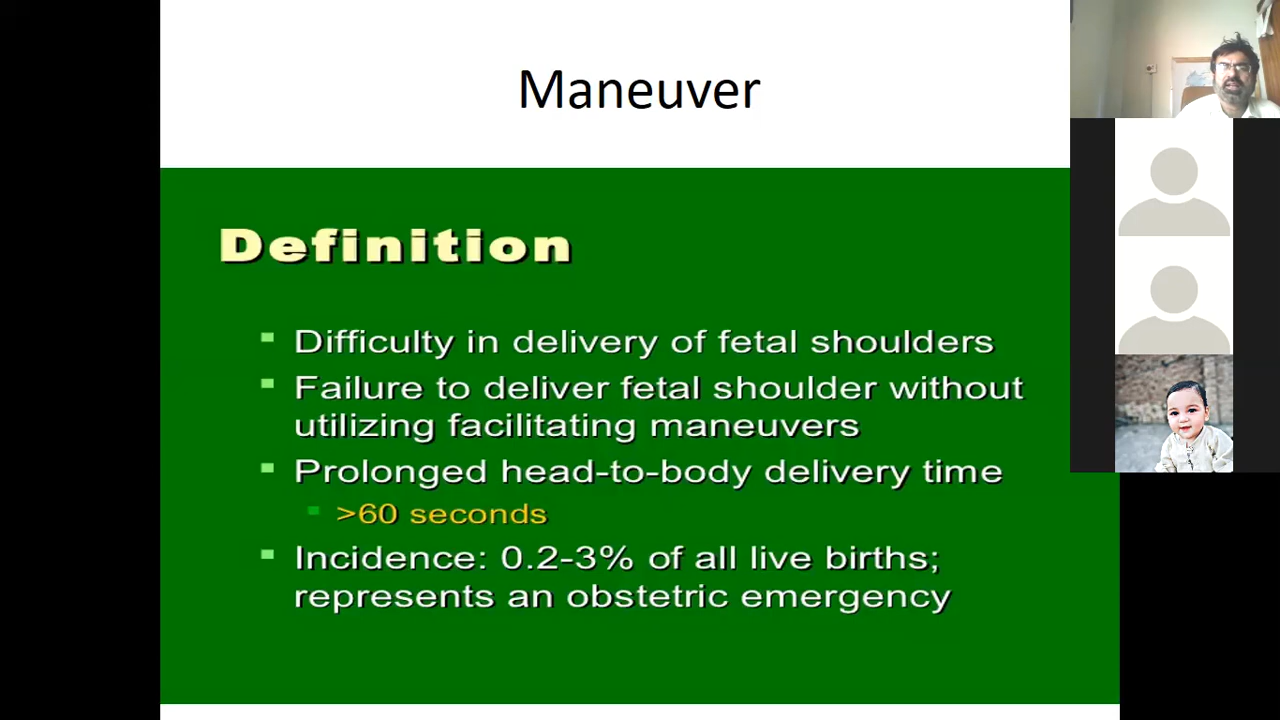 Maneuver
Definition
Difficulty in delivery of fetal shoulders
Failure to deliver fetal shoulder without
utilizing facilitating maneuvers
Prolonged head-to-body delivery time
>60 seconds
Incidence: 0.2-3% of all live births;
represents an obstetric emergency